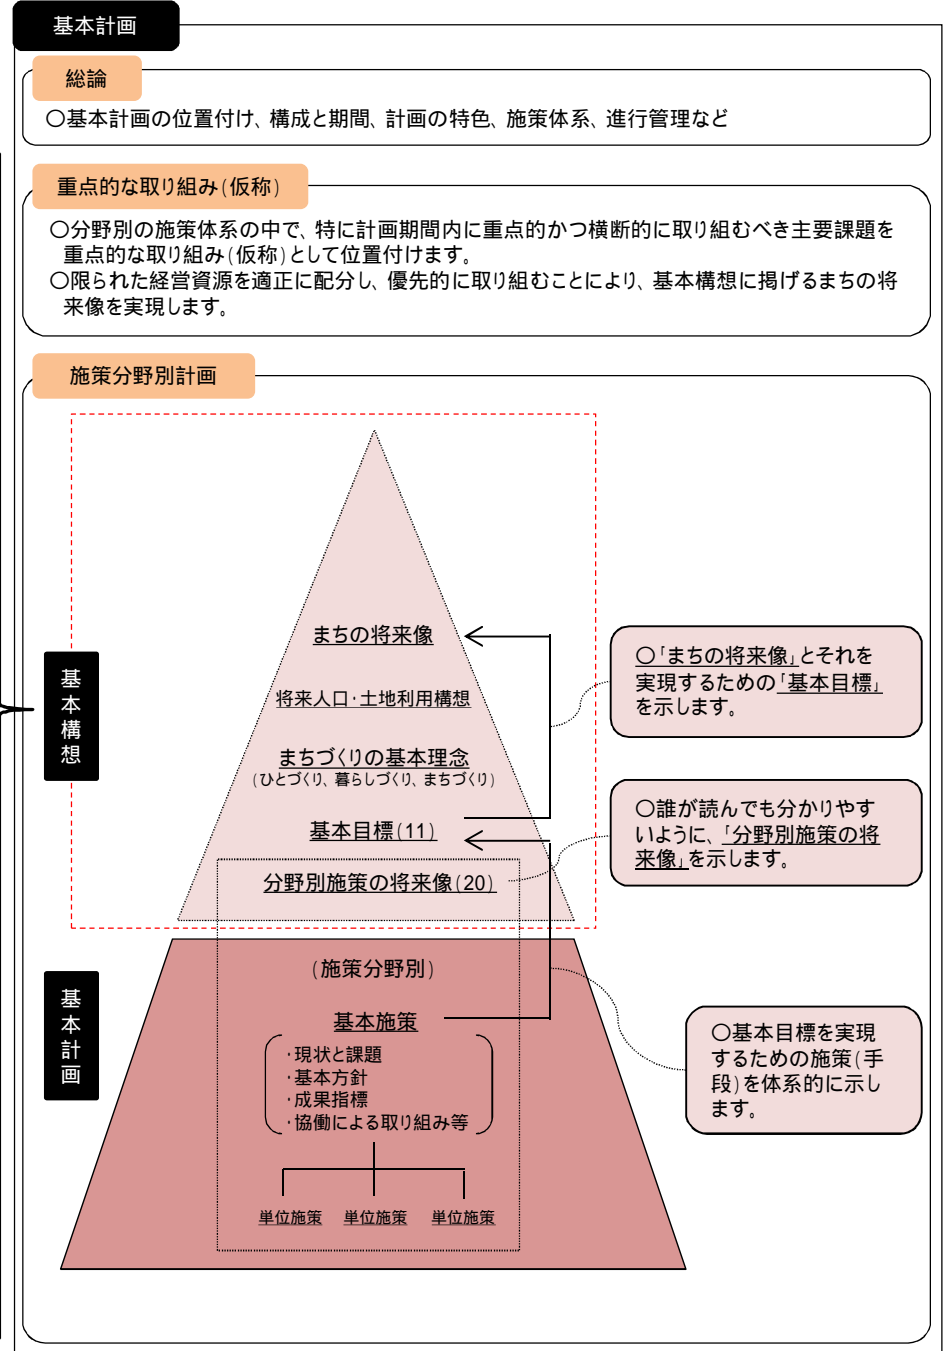 基本計画
総論
○基本計画の位置付け、構成と期間、計画の特色、施策体系、進行管理など
重点的な取り組み(仮称)
○分野別の施策体系の中で、特に計画期間内に重点的かつ横断的に取り組むべき主要課題を
重点的な取り組み(仮称)として位置付けます。
○限られた経営資源を適正に配分し、優先的に取り組むことにより、基本構想に掲げるまちの将
来像を実現します。
施策分野別計画
基本構想
まちの将来像
将来人口・土地利用構想
まちづくりの基本理念
(ひとづくり、暮らしづくり、まちづくり)
基本目標(11)
分野別施策の将来像(20)
○「まちの将来像」とそれを
実現するための「基本目標」
を示します。
○誰が読んでも分かりやす
いように、「分野別施策の将
来像」を示します。
基本計画
(施策分野別)
基本施策
・現状と課題
・基本方針
・成果指標
・協働による取り組み等
単位施策 単位施策 単位施策
○基本目標を実現
するための施策(手
段)を体系的に示し
ます。